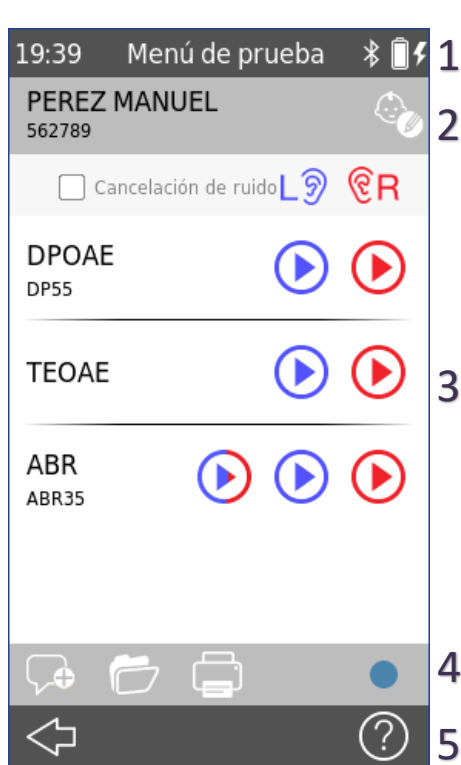 19:39 Menú de prueba 1
PEREZ MANUEL
562789 2
Cancelación de ruido L R
DPOAE
DP55
TEOAE 3
ABR
ABR35
4
? 5